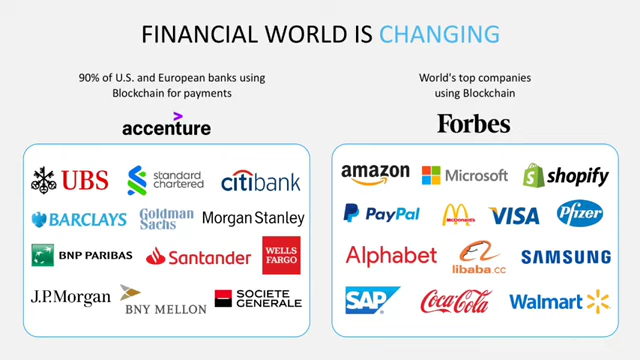 FINANCIAL WORLD IS CHANGING
90% of U.S. and European banks using
Blockchain for payments
accenture
UBS
standard
chartered
citibank
BARCLAYS
Goldman
Sachs
Morgan Stanley
BNP PARIBAS
Santander
WELLS
FARGO
J.P.Morgan
BNY MELLON
SOCIETE
GENERALE
World's top companies
using Blockchain
Forbes
amazon
Microsoft
shopify
PayPal
McDonald's
VISA
Pfizer
Alphabet
libaba.cc
SAMSUNG
SAP
Coca-Cola
Walmart